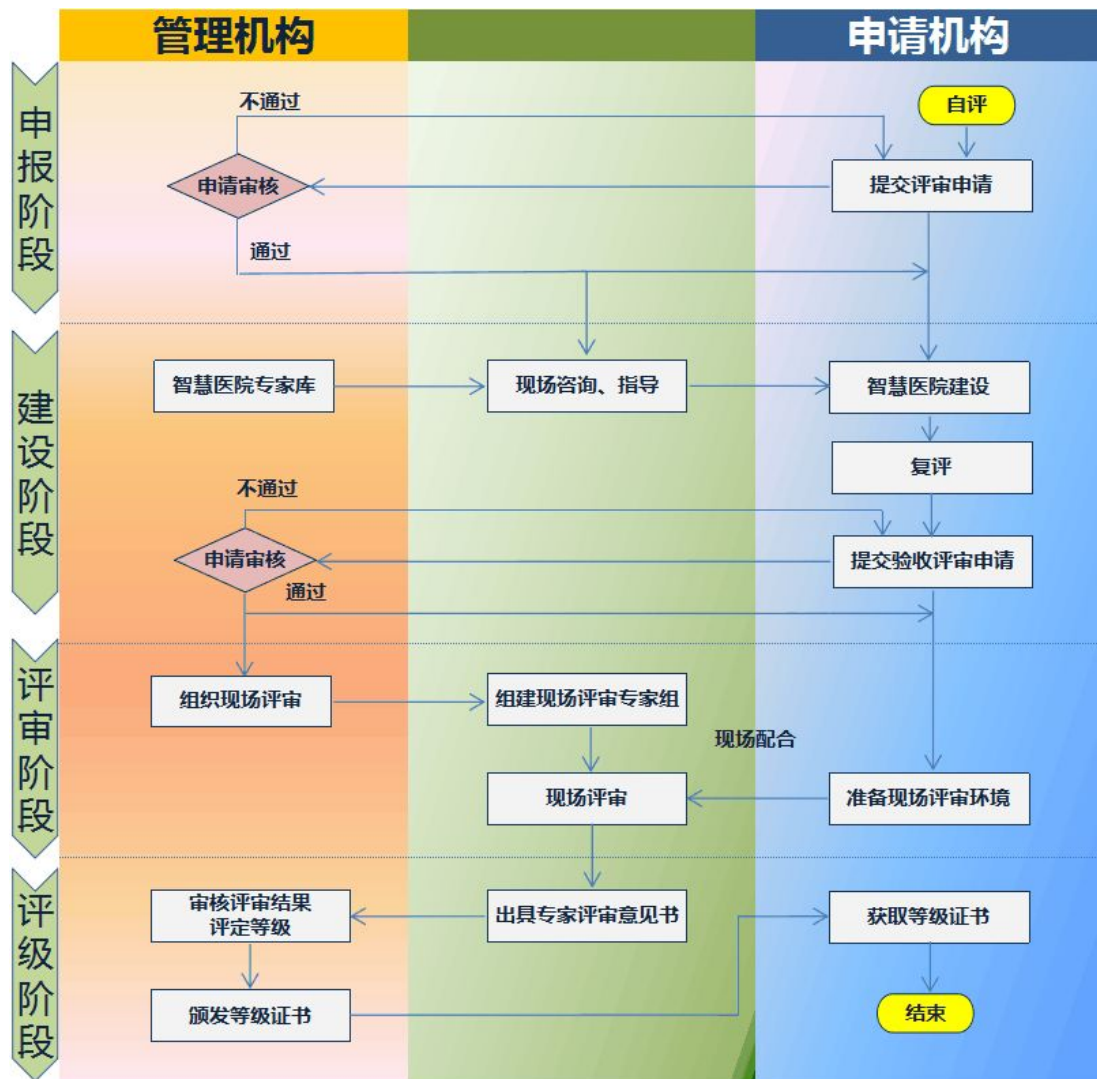 管理机构
申请机构
申报阶段
不通过
自评
申请审核
提交评审申请
通过
建设阶段
智慧医院专家库
现场咨询、指导
智慧医院建设
复评
不通过
申请审核
提交验收评审申请
通过
评审阶段
组织现场评审
组建现场评审专家组
现场配合
现场评审
准备现场评审环境
评级阶段
审核评审结果
评定等级
出具专家评审意见书
获取等级证书
颁发等级证书
结束